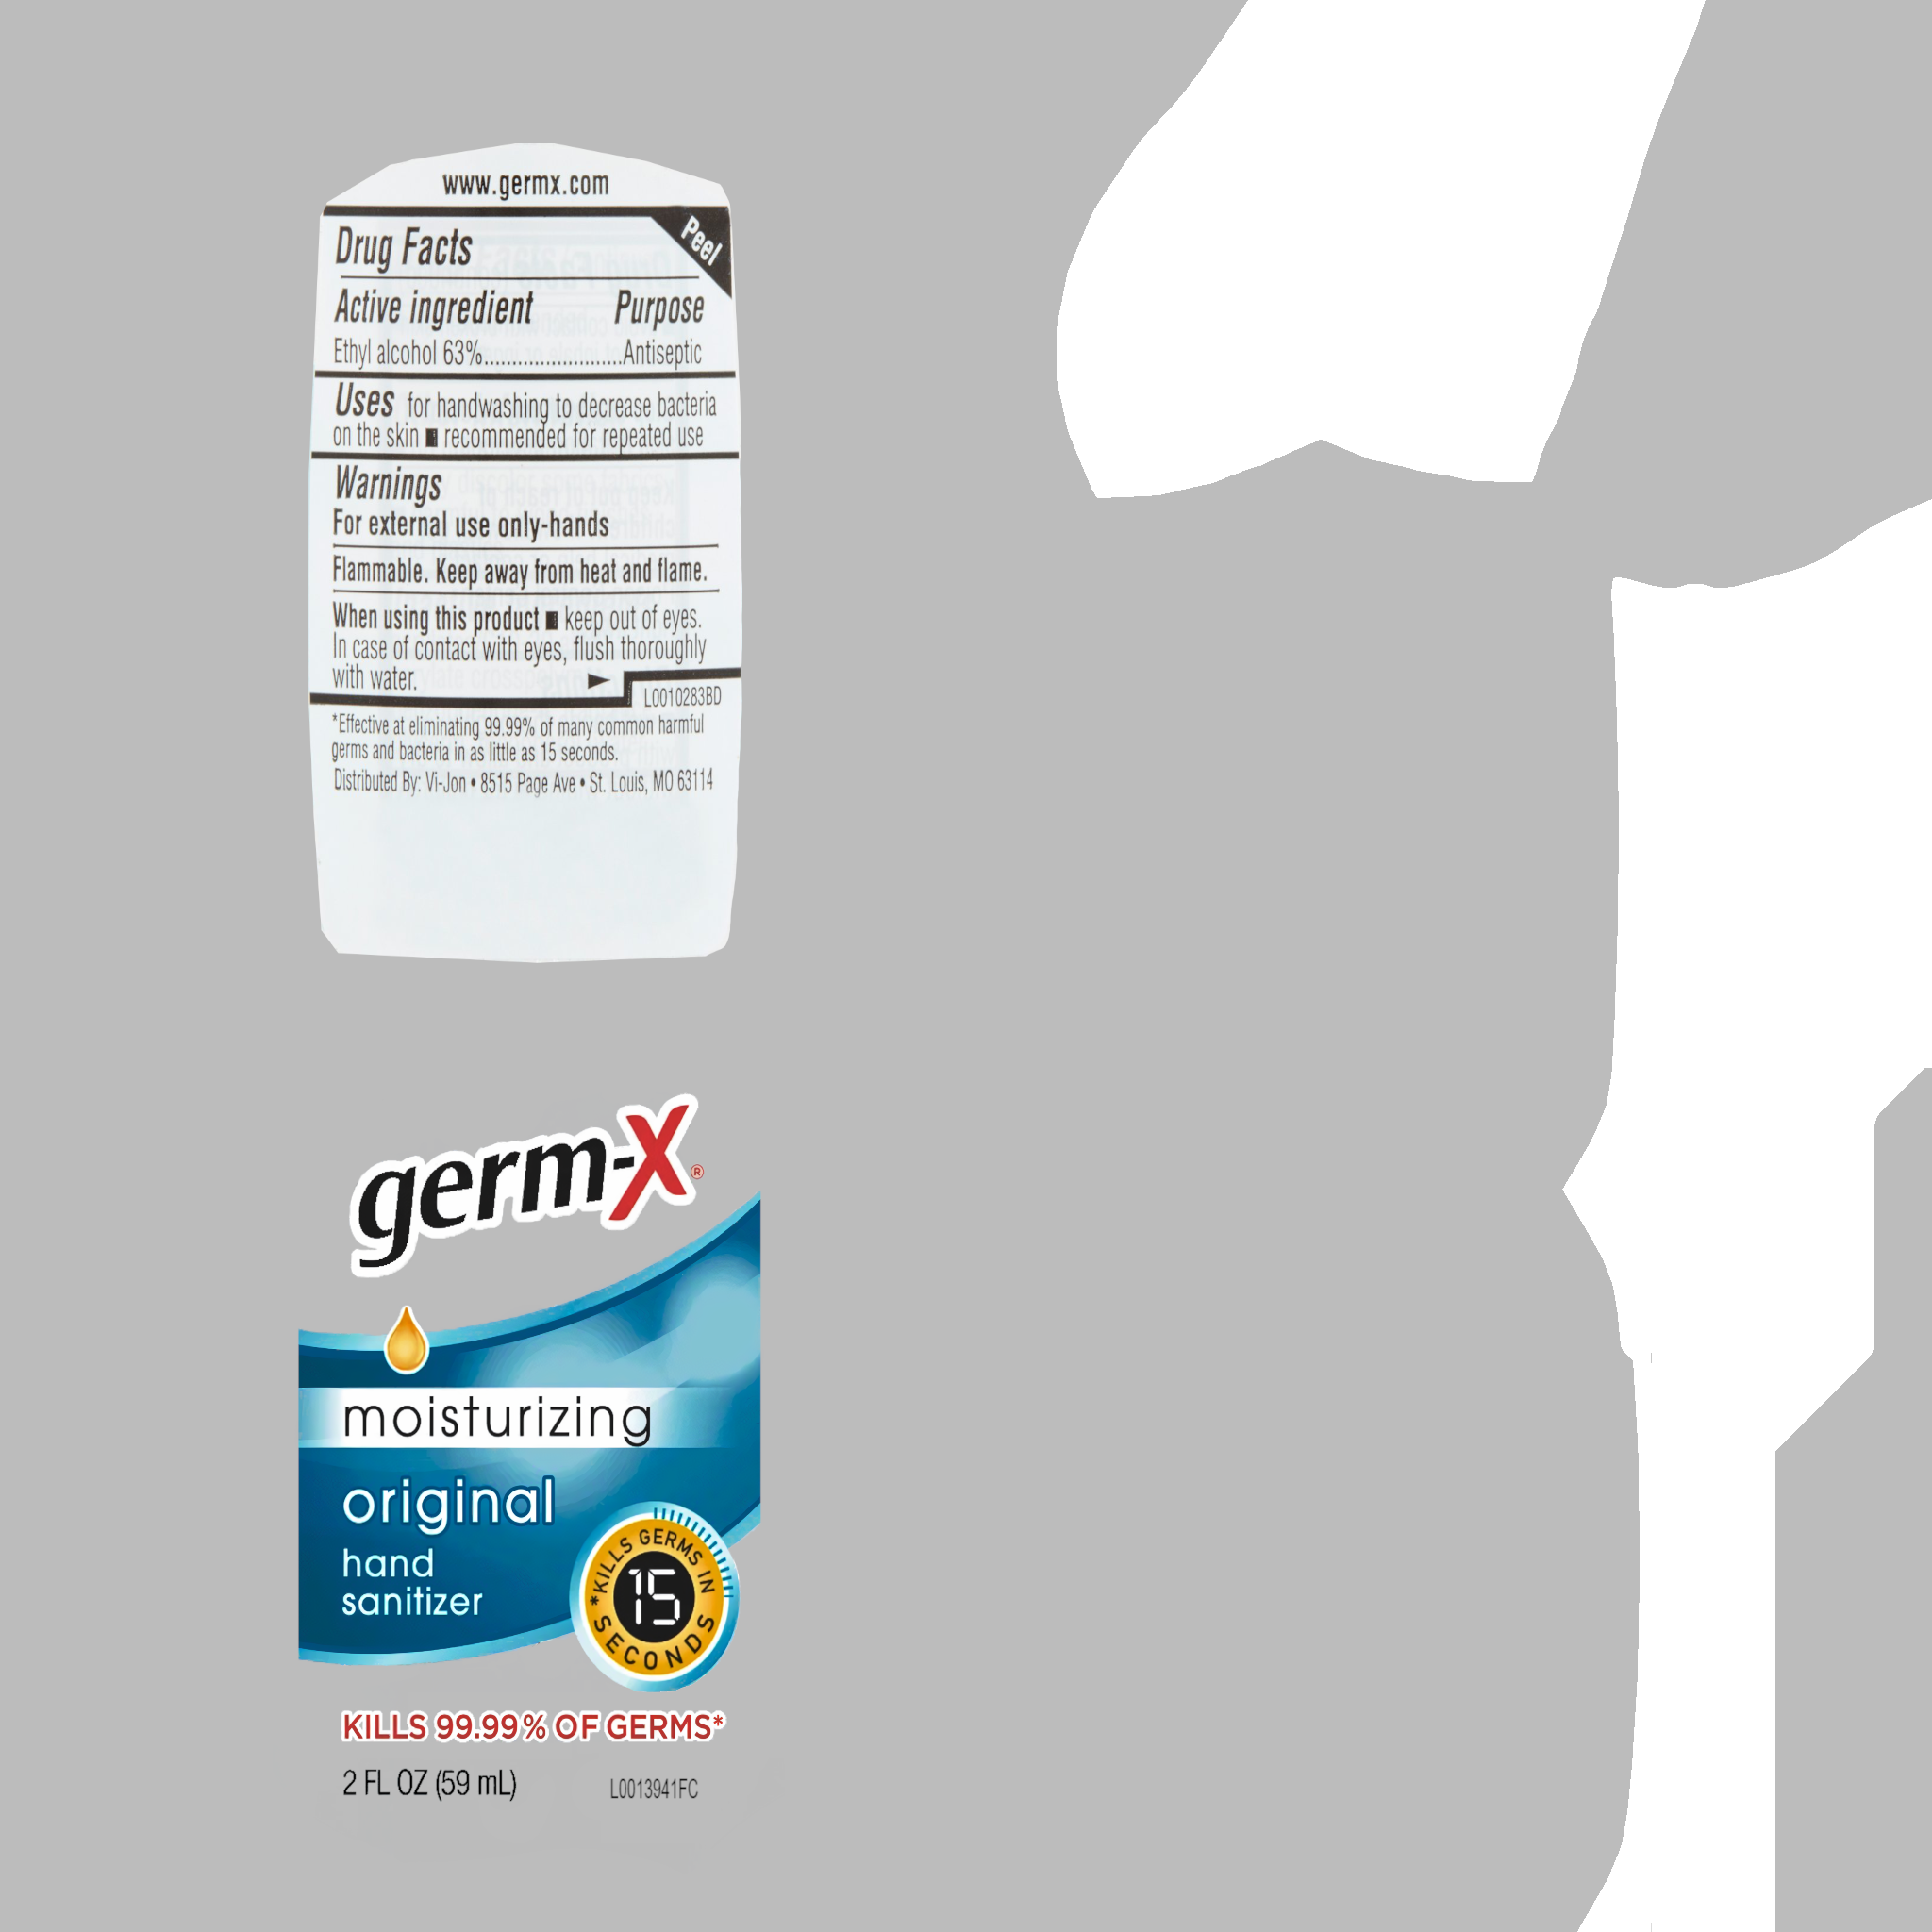 www.germx.com
Peel
Drug Facts
Active ingredient Purpose
Ethyl alcohol 63%........................Antiseptic
Uses for handwashing to decrease bacteria
on the skin ■ recommended for repeated use
Warnings
For external use only-hands
Flammable. Keep away from heat and flame.
When using this product ■ keep out of eyes.
In case of contact with eyes, flush thoroughly
with water.
L0010283BD
*Effective at eliminating 99.99% of many common harmful
germs and bacteria in as little as 15 seconds.
Distributed By: Vi-Jon • 8515 Page Ave • St. Louis, MO 63114
germ-X®
moisturizing
original
hand
sanitizer
*KILLS GERMS IN
15
SECONDS
KILLS 99.99% OF GERMS*
2 FL OZ (59 mL)
L0013941FC